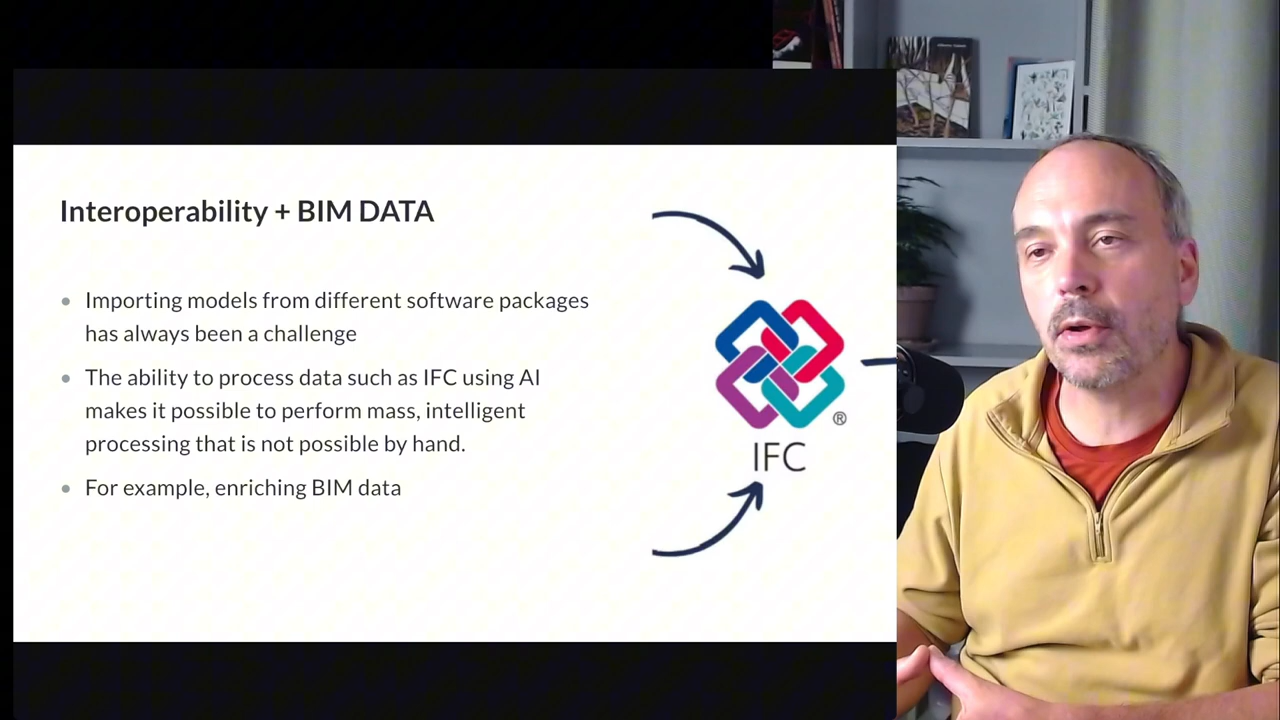 Interoperability + BIM DATA
• Importing models from different software packages
has always been a challenge
• The ability to process data such as IFC using AI
makes it possible to perform mass, intelligent
processing that is not possible by hand.
• For example, enriching BIM data
®
IFC